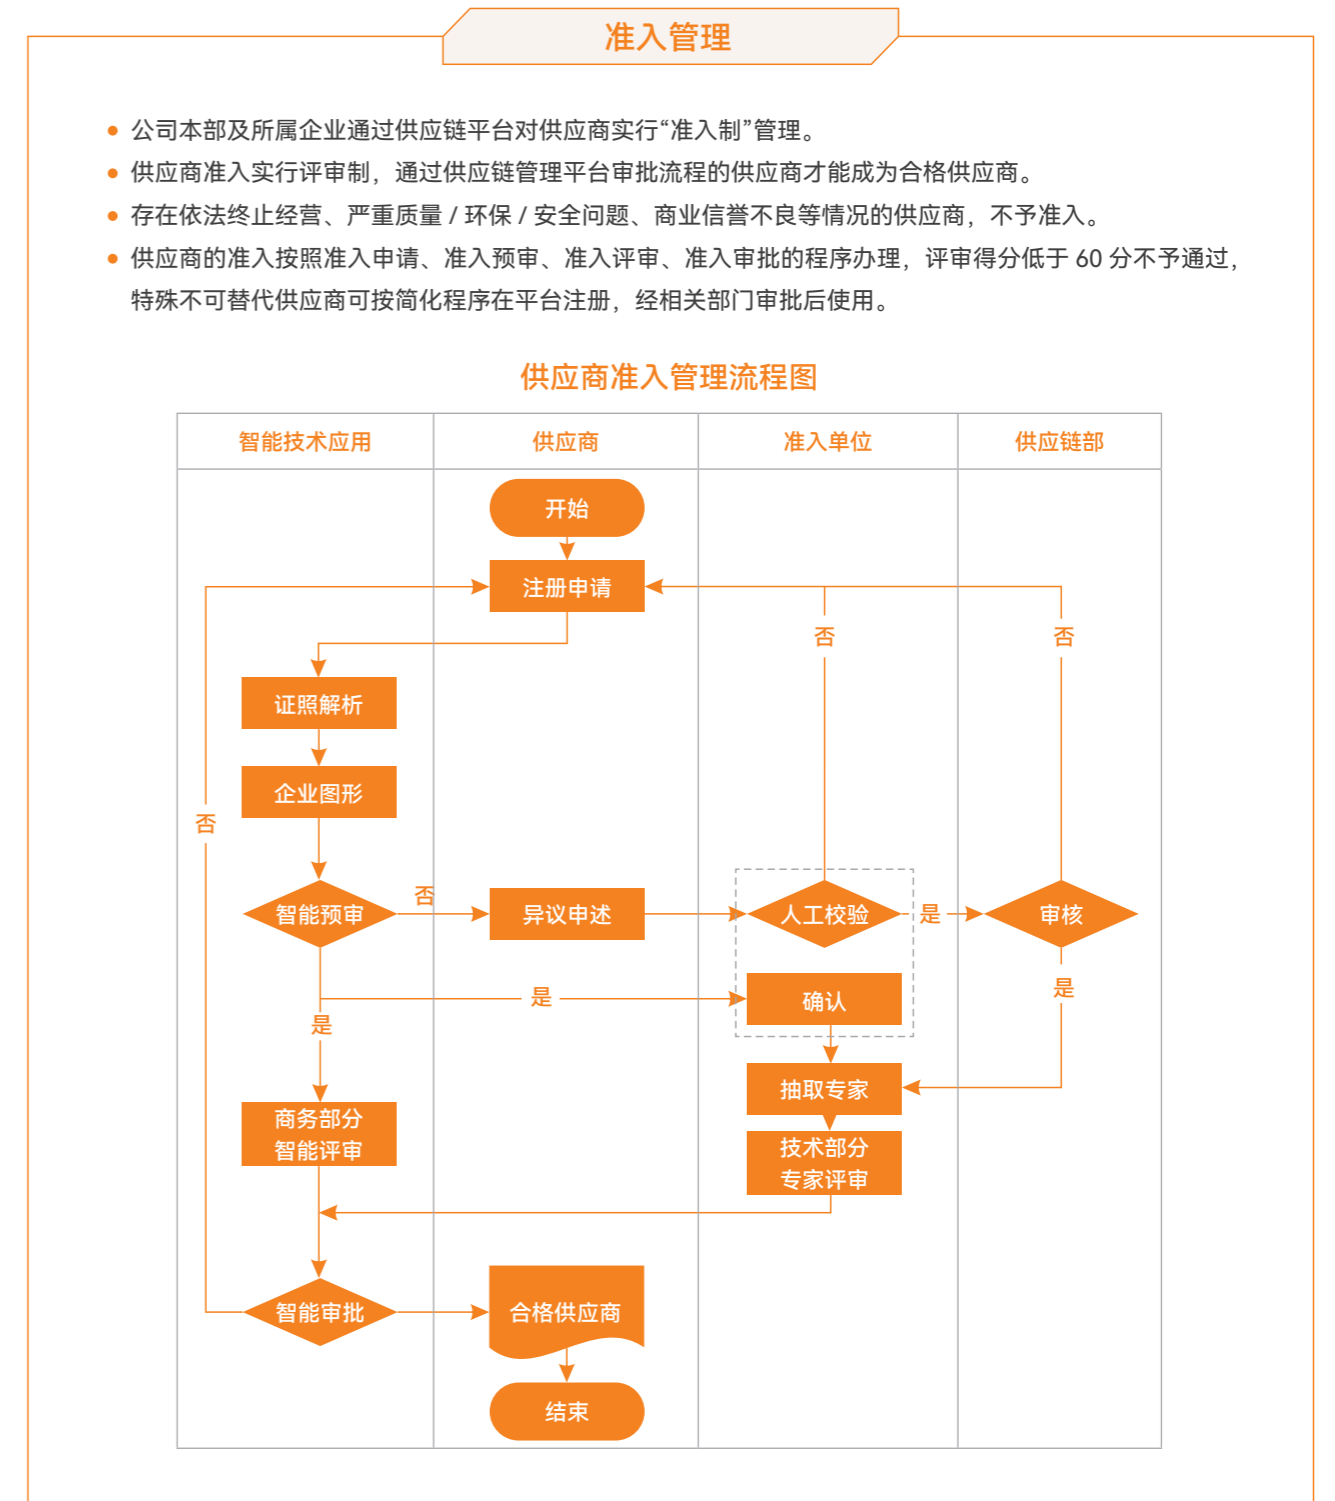 准入管理
公司本部及所属企业通过供应链平台对供应商实行“准入制”管理。
供应商准入实行评审制，通过供应链管理平台审批流程的供应商才能成为合格供应商。
存在依法终止经营、严重质量 / 环保 / 安全问题、商业信誉不良等情况的供应商，不予准入。
供应商的准入按照准入申请、准入预审、准入评审、准入审批的程序办理，评审得分低于 60 分不予通过，
特殊不可替代供应商可按简化程序在平台注册，经相关部门审批后使用。
供应商准入管理流程图
智能技术应用
供应商
准入单位
供应链部
开始
注册申请
否
否
证照解析
企业图形
否
智能预审
否
异议申述
人工校验
是
审核
是
确认
是
是
抽取专家
商务部分
智能评审
技术部分
专家评审
智能审批
合格供应商
结束